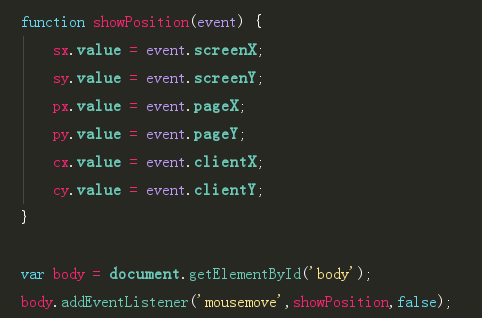 function showPosition(event) {
    sx.value = event.screenX;
    sy.value = event.screenY;
    px.value = event.pageX;
    py.value = event.pageY;
    cx.value = event.clientX;
    cy.value = event.clientY;
}
var body = document.getElementById('body');
body.addEventListener('mousemove',showPosition,false);